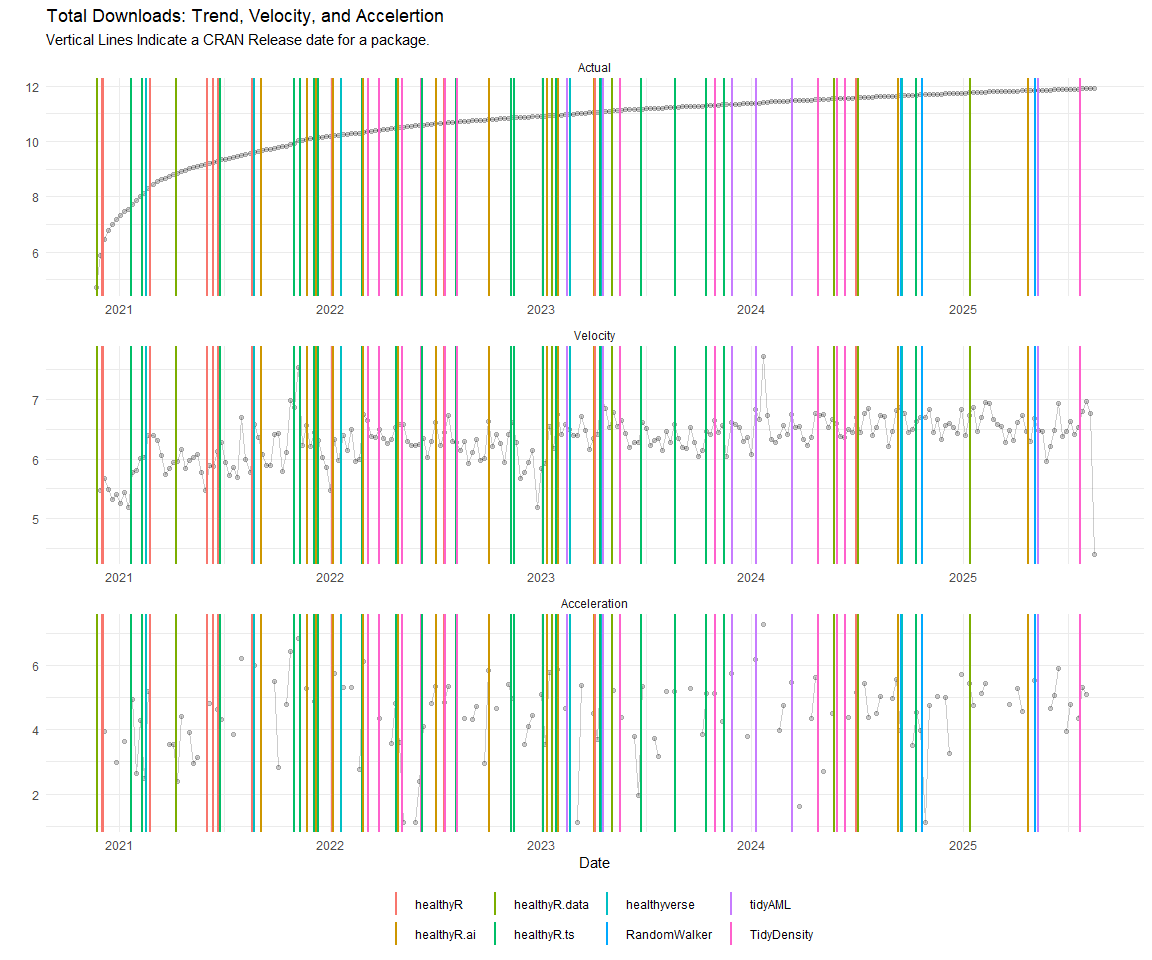 Total Downloads: Trend, Velocity, and Accelertion
Vertical Lines Indicate a CRAN Release date for a package.
Actual
12
10
8
6
2021 2022 2023 2024 2025
Velocity
7
6
5
2021 2022 2023 2024 2025
Acceleration
6
4
2
2021 2022 2023 2024 2025
Date
healthyR healthyR.data healthyverse tidyAML
healthyR.ai healthyR.ts RandomWalker TidyDensity